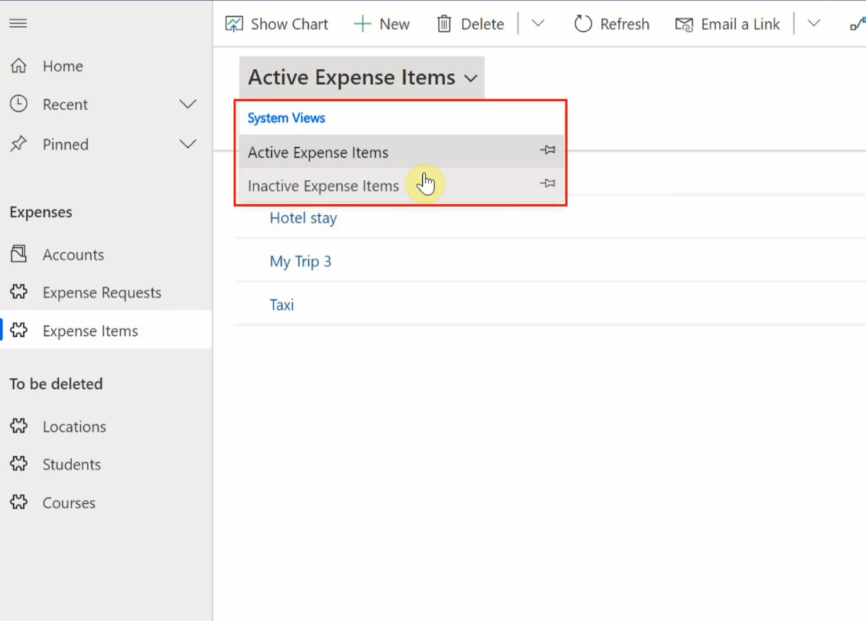 Show Chart New Delete Refresh Email a Link
Home
Recent
Pinned
Expenses
Accounts
Expense Requests
Expense Items
To be deleted
Locations
Students
Courses
Active Expense Items
System Views
Active Expense Items
Inactive Expense Items
Hotel stay
My Trip 3
Taxi